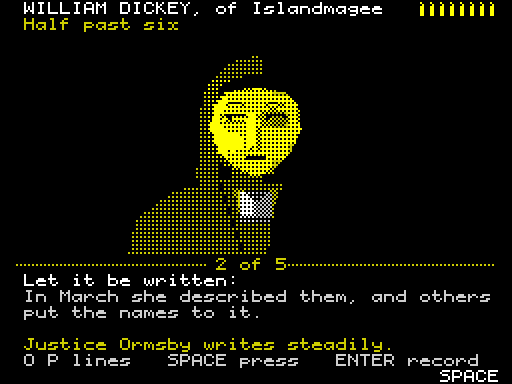 WILLIAM DICKEY, of Islandmagee
Half past six
2 of 5
Let it be written:
In March she described them, and others
put the names to it.
Justice Ormsby writes steadily.
O P lines   SPACE press   ENTER record
SPACE